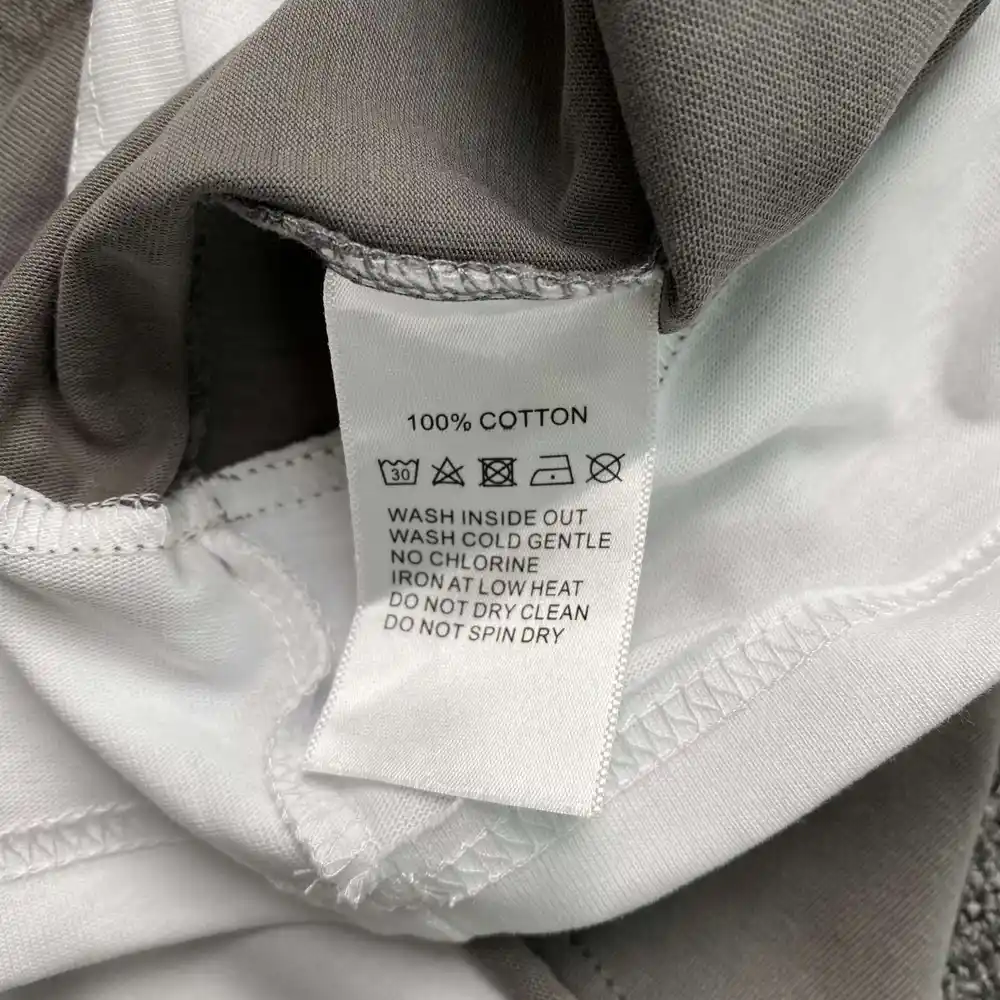 100% COTTON
30
WASH INSIDE OUT
WASH COLD GENTLE
NO CHLORINE
IRON AT LOW HEAT
DO NOT DRY CLEAN
DO NOT SPIN DRY